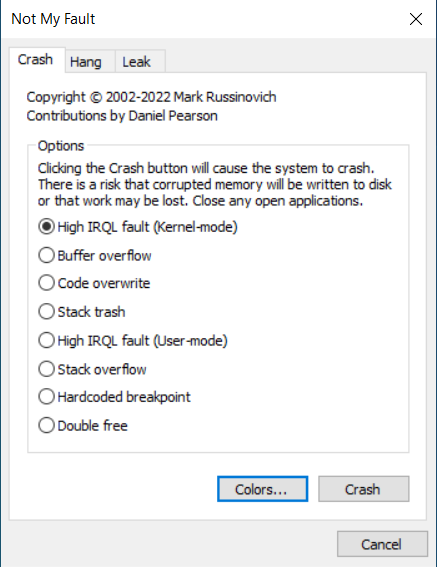 Not My Fault
Crash Hang Leak
Copyright © 2002-2022 Mark Russinovich
Contributions by Daniel Pearson
Options
Clicking the Crash button will cause the system to crash.
There is a risk that corrupted memory will be written to disk
or that work may be lost. Close any open applications.
High IRQL fault (Kernel-mode)
Buffer overflow
Code overwrite
Stack trash
High IRQL fault (User-mode)
Stack overflow
Hardcoded breakpoint
Double free
Colors... Crash
Cancel